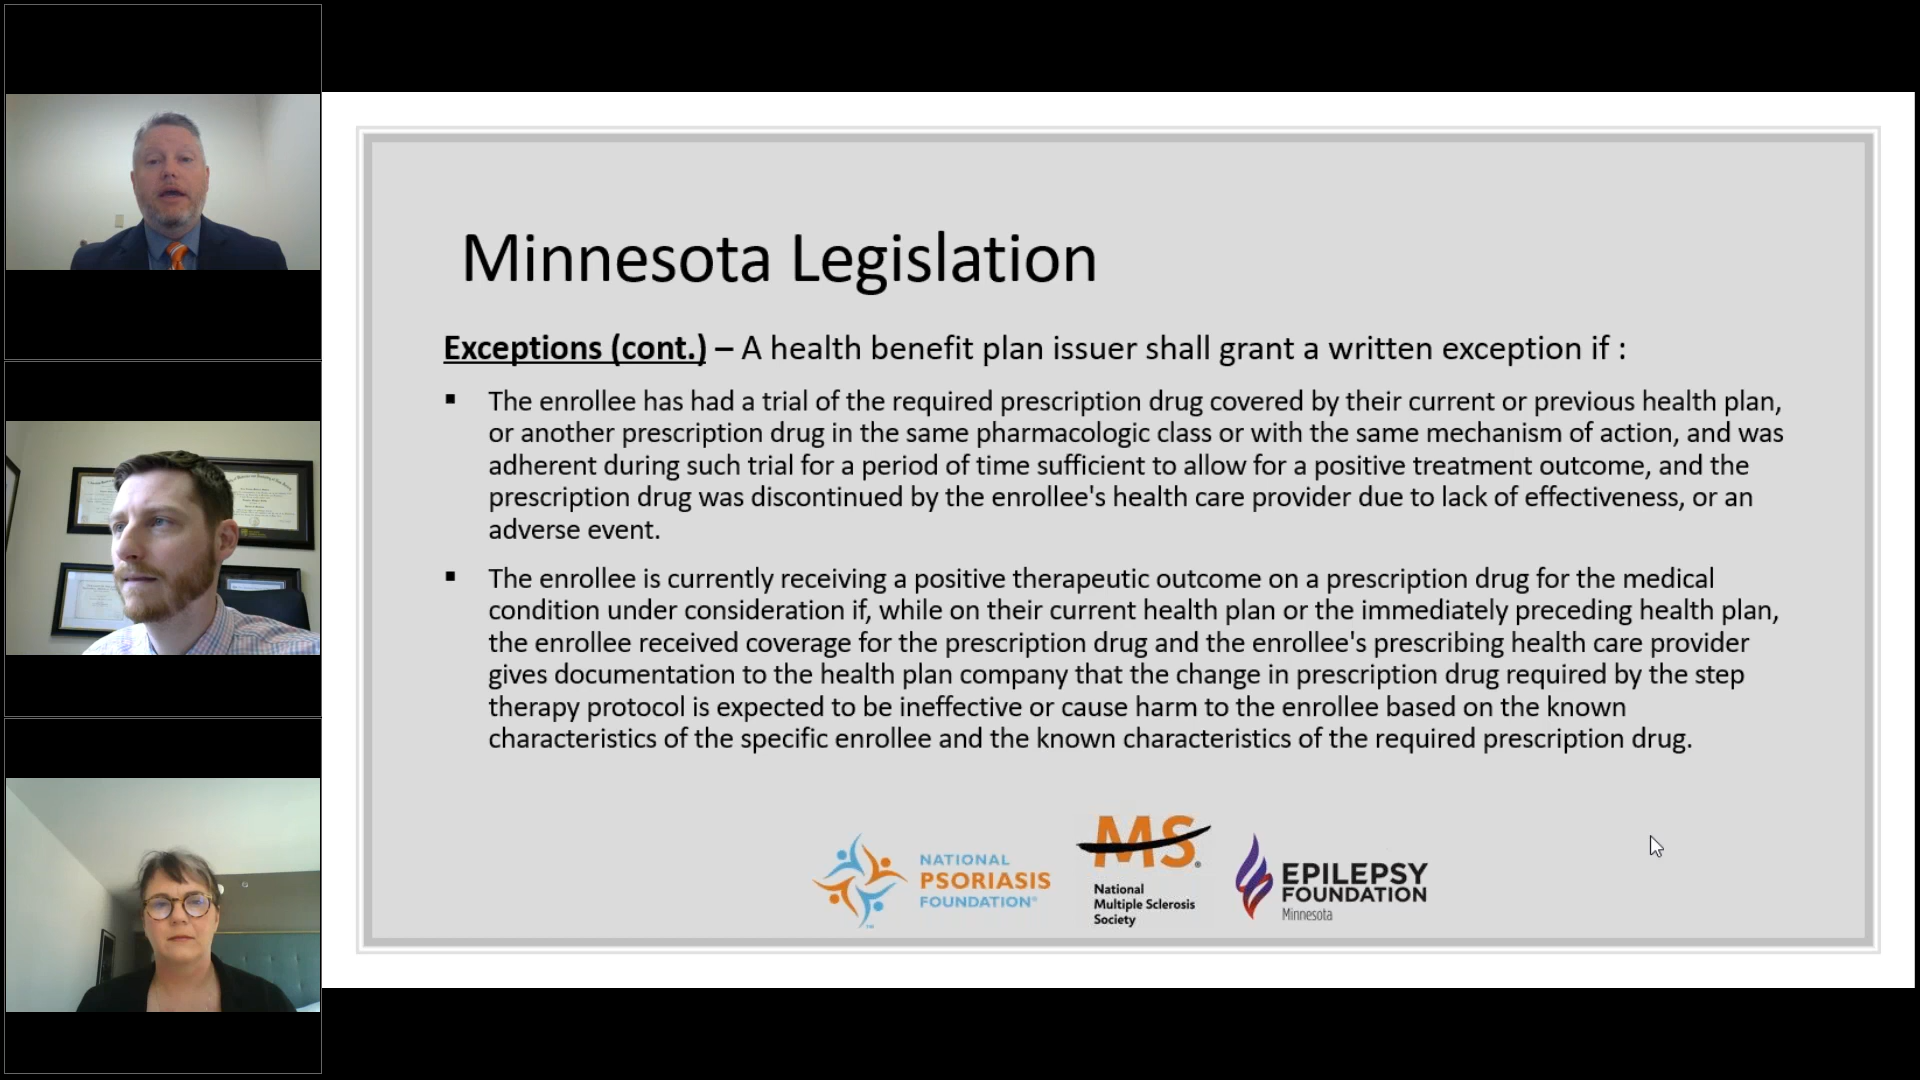 Minnesota Legislation
Exceptions (cont.) – A health benefit plan issuer shall grant a written exception if :
▪ The enrollee has had a trial of the required prescription drug covered by their current or previous health plan,
or another prescription drug in the same pharmacologic class or with the same mechanism of action, and was
adherent during such trial for a period of time sufficient to allow for a positive treatment outcome, and the
prescription drug was discontinued by the enrollee's health care provider due to lack of effectiveness, or an
adverse event.
▪ The enrollee is currently receiving a positive therapeutic outcome on a prescription drug for the medical
condition under consideration if, while on their current health plan or the immediately preceding health plan,
the enrollee received coverage for the prescription drug and the enrollee's prescribing health care provider
gives documentation to the health plan company that the change in prescription drug required by the step
therapy protocol is expected to be ineffective or cause harm to the enrollee based on the known
characteristics of the specific enrollee and the known characteristics of the required prescription drug.
NATIONAL
PSORIASIS
FOUNDATION®
™
MS®
National
Multiple Sclerosis
Society
EPILEPSY
FOUNDATION
Minnesota